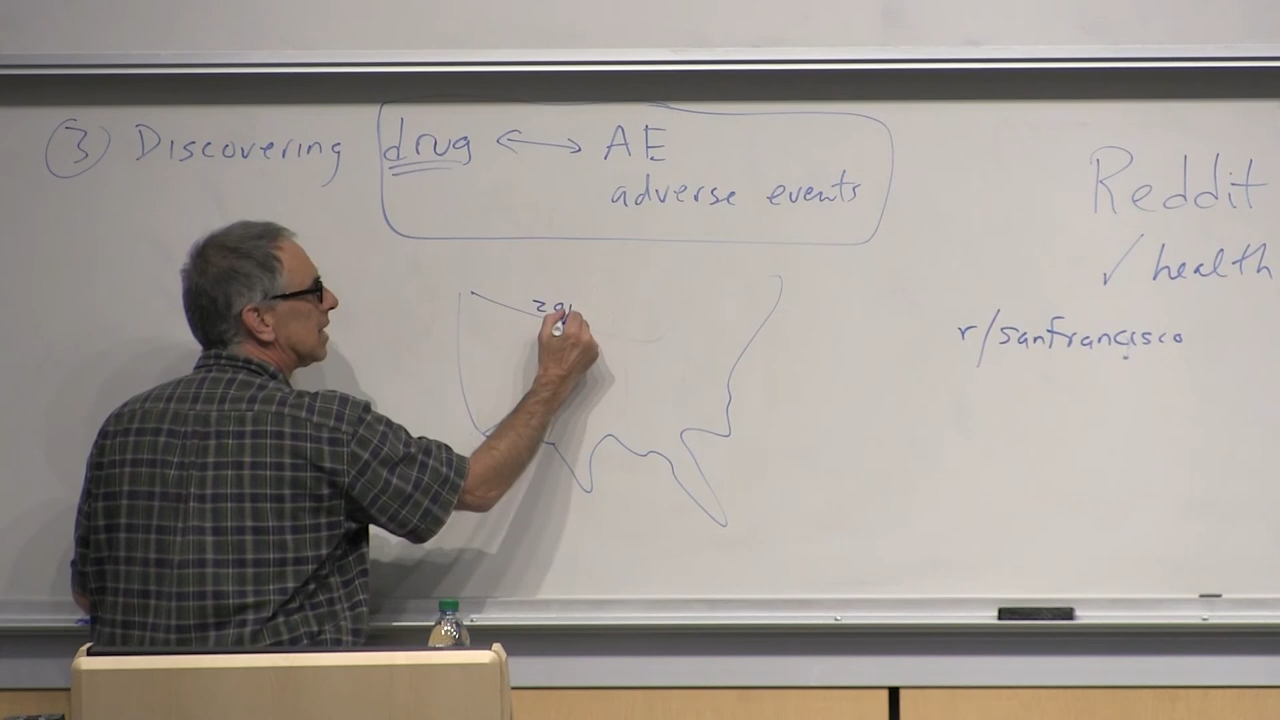 ③ Discovering drug ↔ AE
adverse events
Reddit
✓ health
r/sanfrancisco